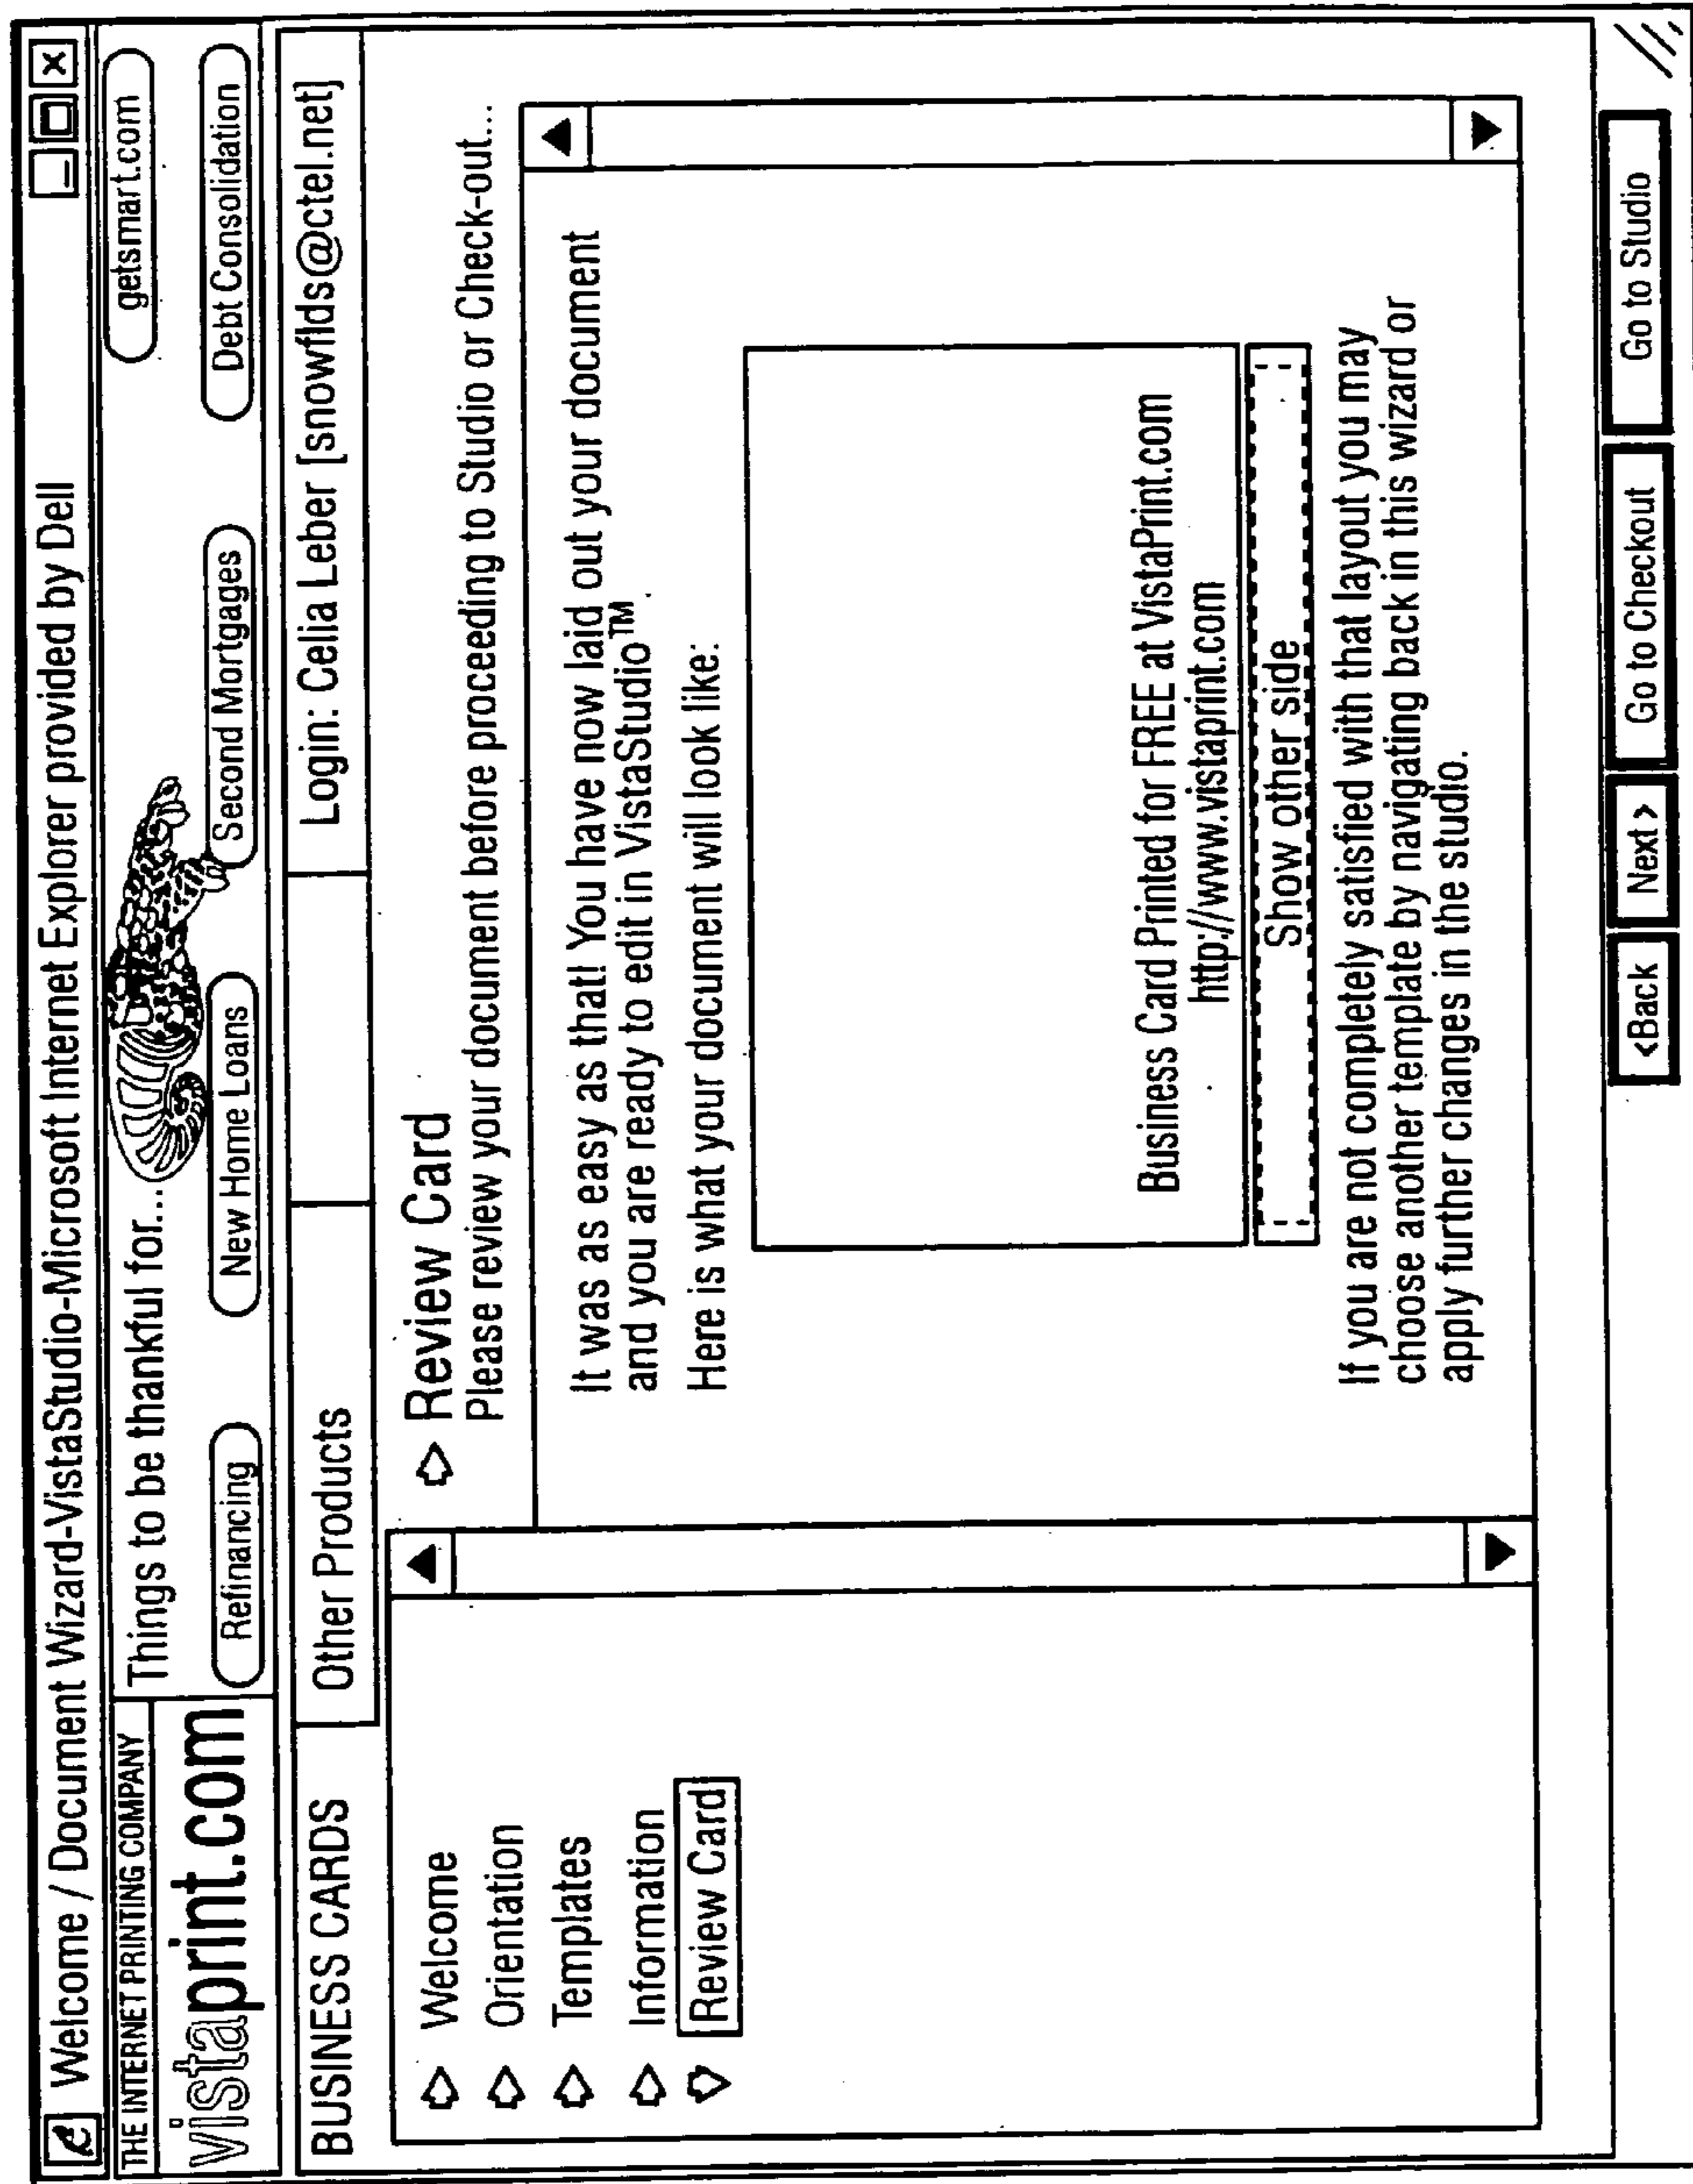 Welcome / Document Wizard-VistaStudio-Microsoft Internet Explorer provided by Dell
THE INTERNET PRINTING COMPANY
vistaprint.com
Things to be thankful for...
getsmart.com
Refinancing
New Home Loans
Second Mortgages
Debt Consolidation
BUSINESS CARDS
Other Products
Login: Celia Leber [snowflds@ctel.net]
Welcome
Orientation
Templates
Information
Review Card
Review Card
Please review your document before proceeding to Studio or Check-out...
It was as easy as that! You have now laid out your document
and you are ready to edit in VistaStudio™
Here is what your document will look like:
Business Card Printed for FREE at VistaPrint.com
http://www.vistaprint.com
Show other side
If you are not completely satisfied with that layout you may
choose another template by navigating back in this wizard or
apply further changes in the studio.
<Back
Next >
Go to Checkout
Go to Studio